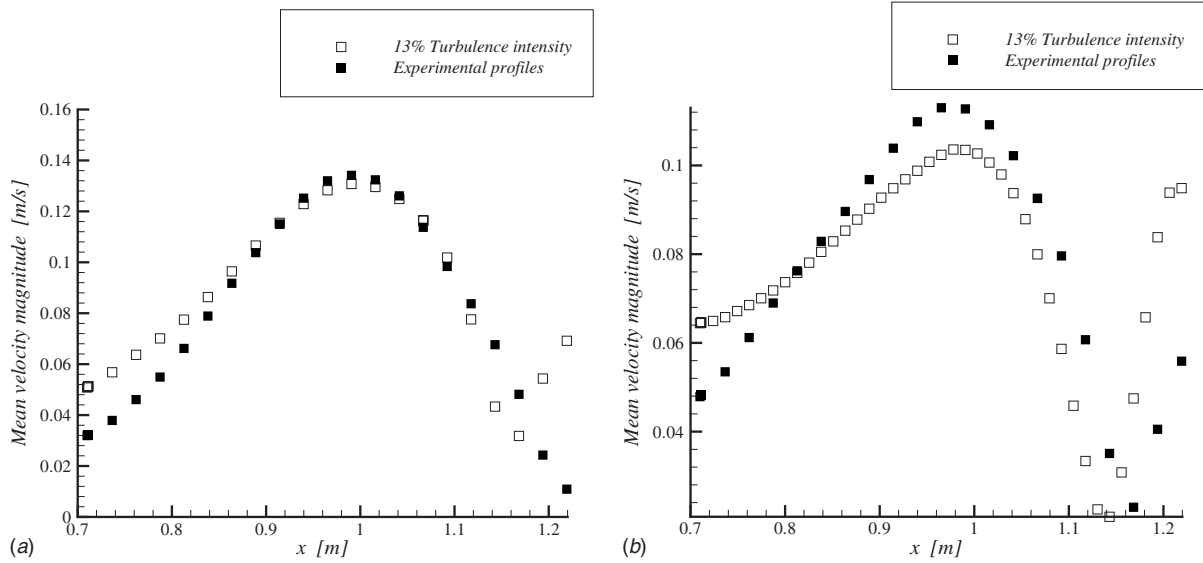 13% Turbulence intensity
Experimental profiles
0.16
0.14
0.12
0.1
0.08
0.06
0.04
0.02
0
Mean velocity magnitude [m/s]
0.7
0.8
0.9
1
1.1
1.2
x [m]
(a)
13% Turbulence intensity
Experimental profiles
0.1
0.08
0.06
0.04
Mean velocity magnitude [m/s]
0.7
0.8
0.9
1
1.1
1.2
x [m]
(b)